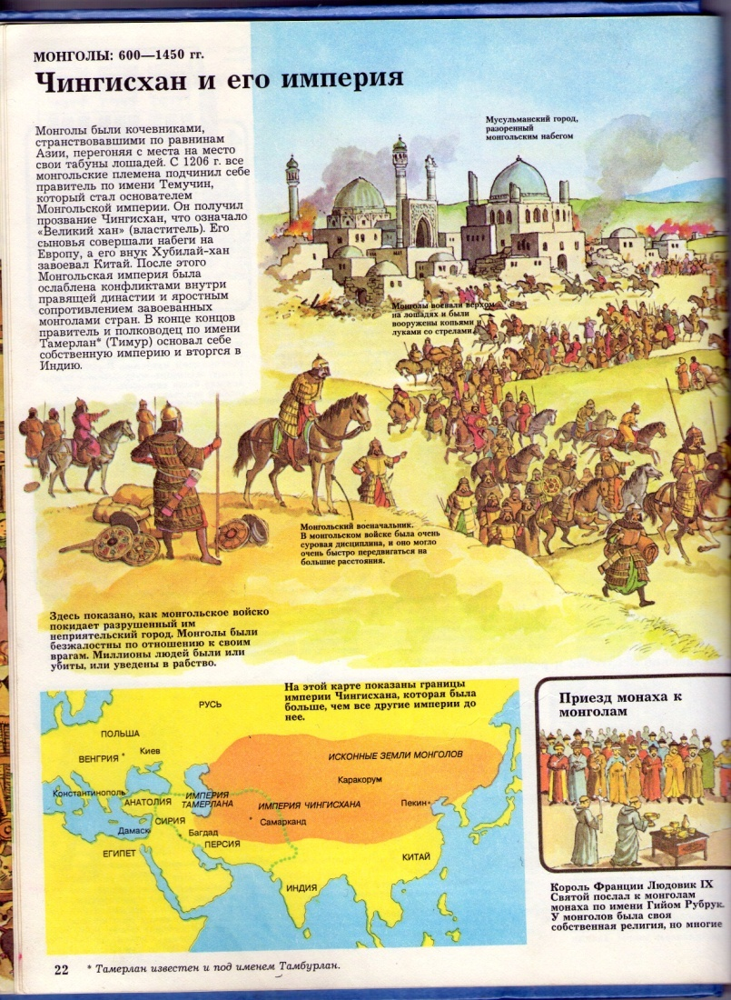 МОНГОЛЫ: 600—1450 гг.
Чингисхан и его империя
Монголы были кочевниками,
странствовавшими по равнинам
Азии, перегоняя с места на место
свои табуны лошадей. С 1206 г. все
монгольские племена подчинил себе
правитель по имени Темучин,
который стал основателем
Монгольской империи. Он получил
прозвание Чингисхан, что означало
«Великий хан» (властитель). Его
сыновья совершали набеги на
Европу, а его внук Хубилай-хан
завоевал Китай. После этого
Монгольская империя была
ослаблена конфликтами внутри
правящей династии и яростным
сопротивлением завоеванных
монголами стран. В конце концов
правитель и полководец по имени
Тамерлан* (Тимур) основал себе
собственную империю и вторгся в
Индию.
Мусульманский город,
разоренный
монгольским набегом
Монголы воевали верхом
на лошадях и были
вооружены копьями и
луками со стрелами.
Монгольский военачальник.
В монгольском войске была очень
суровая дисциплина, и оно могло
очень быстро передвигаться на
большие расстояния.
Здесь показано, как монгольское войско
покидает разрушенный им
неприятельский город. Монголы были
безжалостны по отношению к своим
врагам. Миллионы людей были или
убиты, или уведены в рабство.
На этой карте показаны границы
империи Чингисхана, которая была
больше, чем все другие империи до
нее.
РУСЬ
ПОЛЬША
ВЕНГРИЯ
Киев
ИСКОННЫЕ ЗЕМЛИ МОНГОЛОВ
Каракорум
Константинополь
АНАТОЛИЯ
ИМПЕРИЯ
ТАМЕРЛАНА
ИМПЕРИЯ ЧИНГИСХАНА
Пекин
СИРИЯ
Самарканд
Дамаск
Багдад
ПЕРСИЯ
ЕГИПЕТ
КИТАЙ
ИНДИЯ
Приезд монаха к
монголам
Король Франции Людовик IX
Святой послал к монголам
монаха по имени Гийом Рубрук.
У монголов была своя
собственная религия, но многие
22
* Тамерлан известен и под именем Тамбурлан.